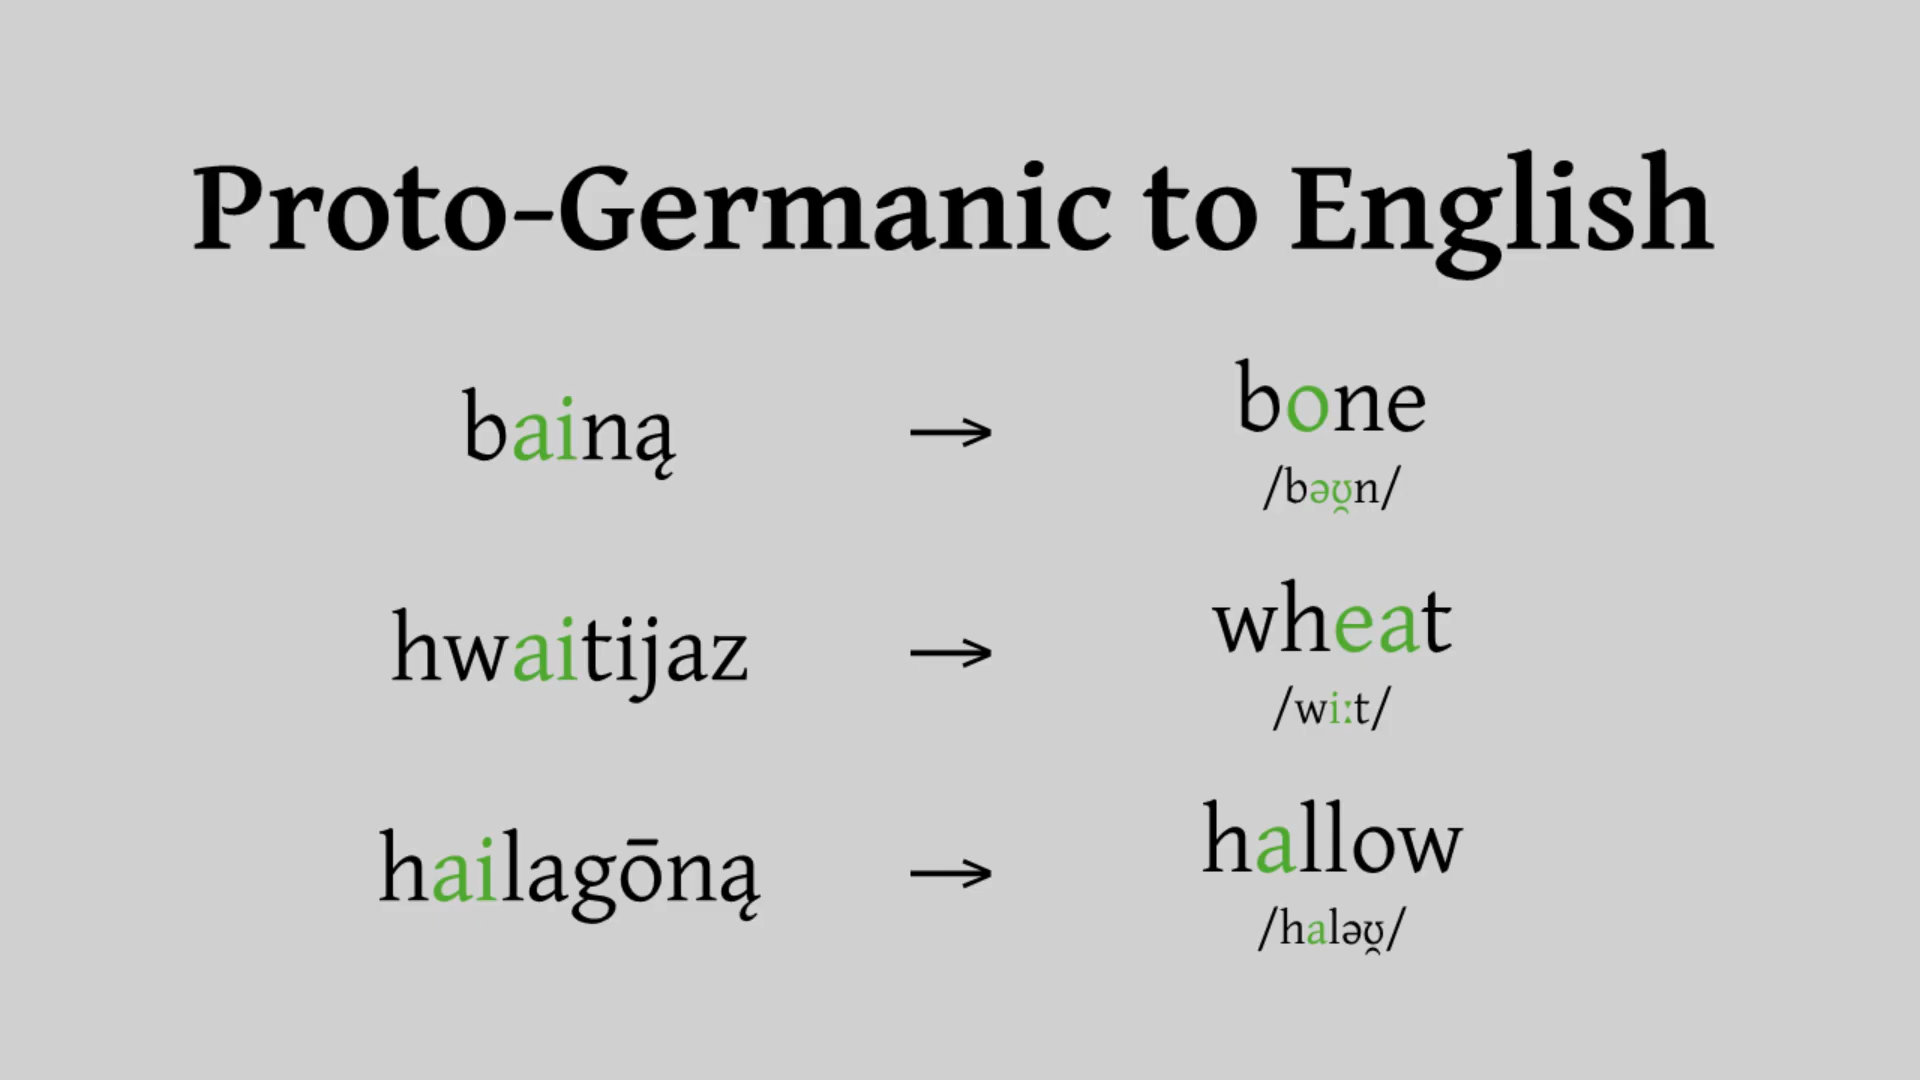 Proto-Germanic to English
bainą → bone
/bəʊ̯n/
hwaitijaz → wheat
/wiːt/
hailagōną → hallow
/haləʊ̯/